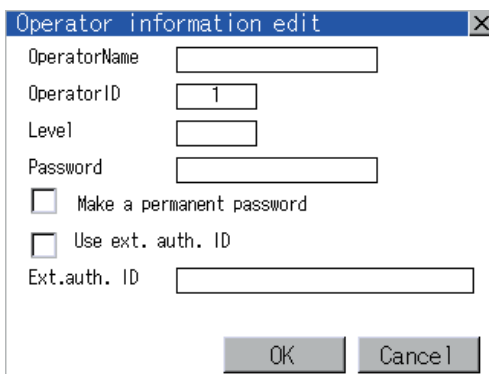 Operator information edit
OperatorName
OperatorID 1
Level
Password
Make a permanent password
Use ext. auth. ID
Ext.auth. ID
OK Cancel